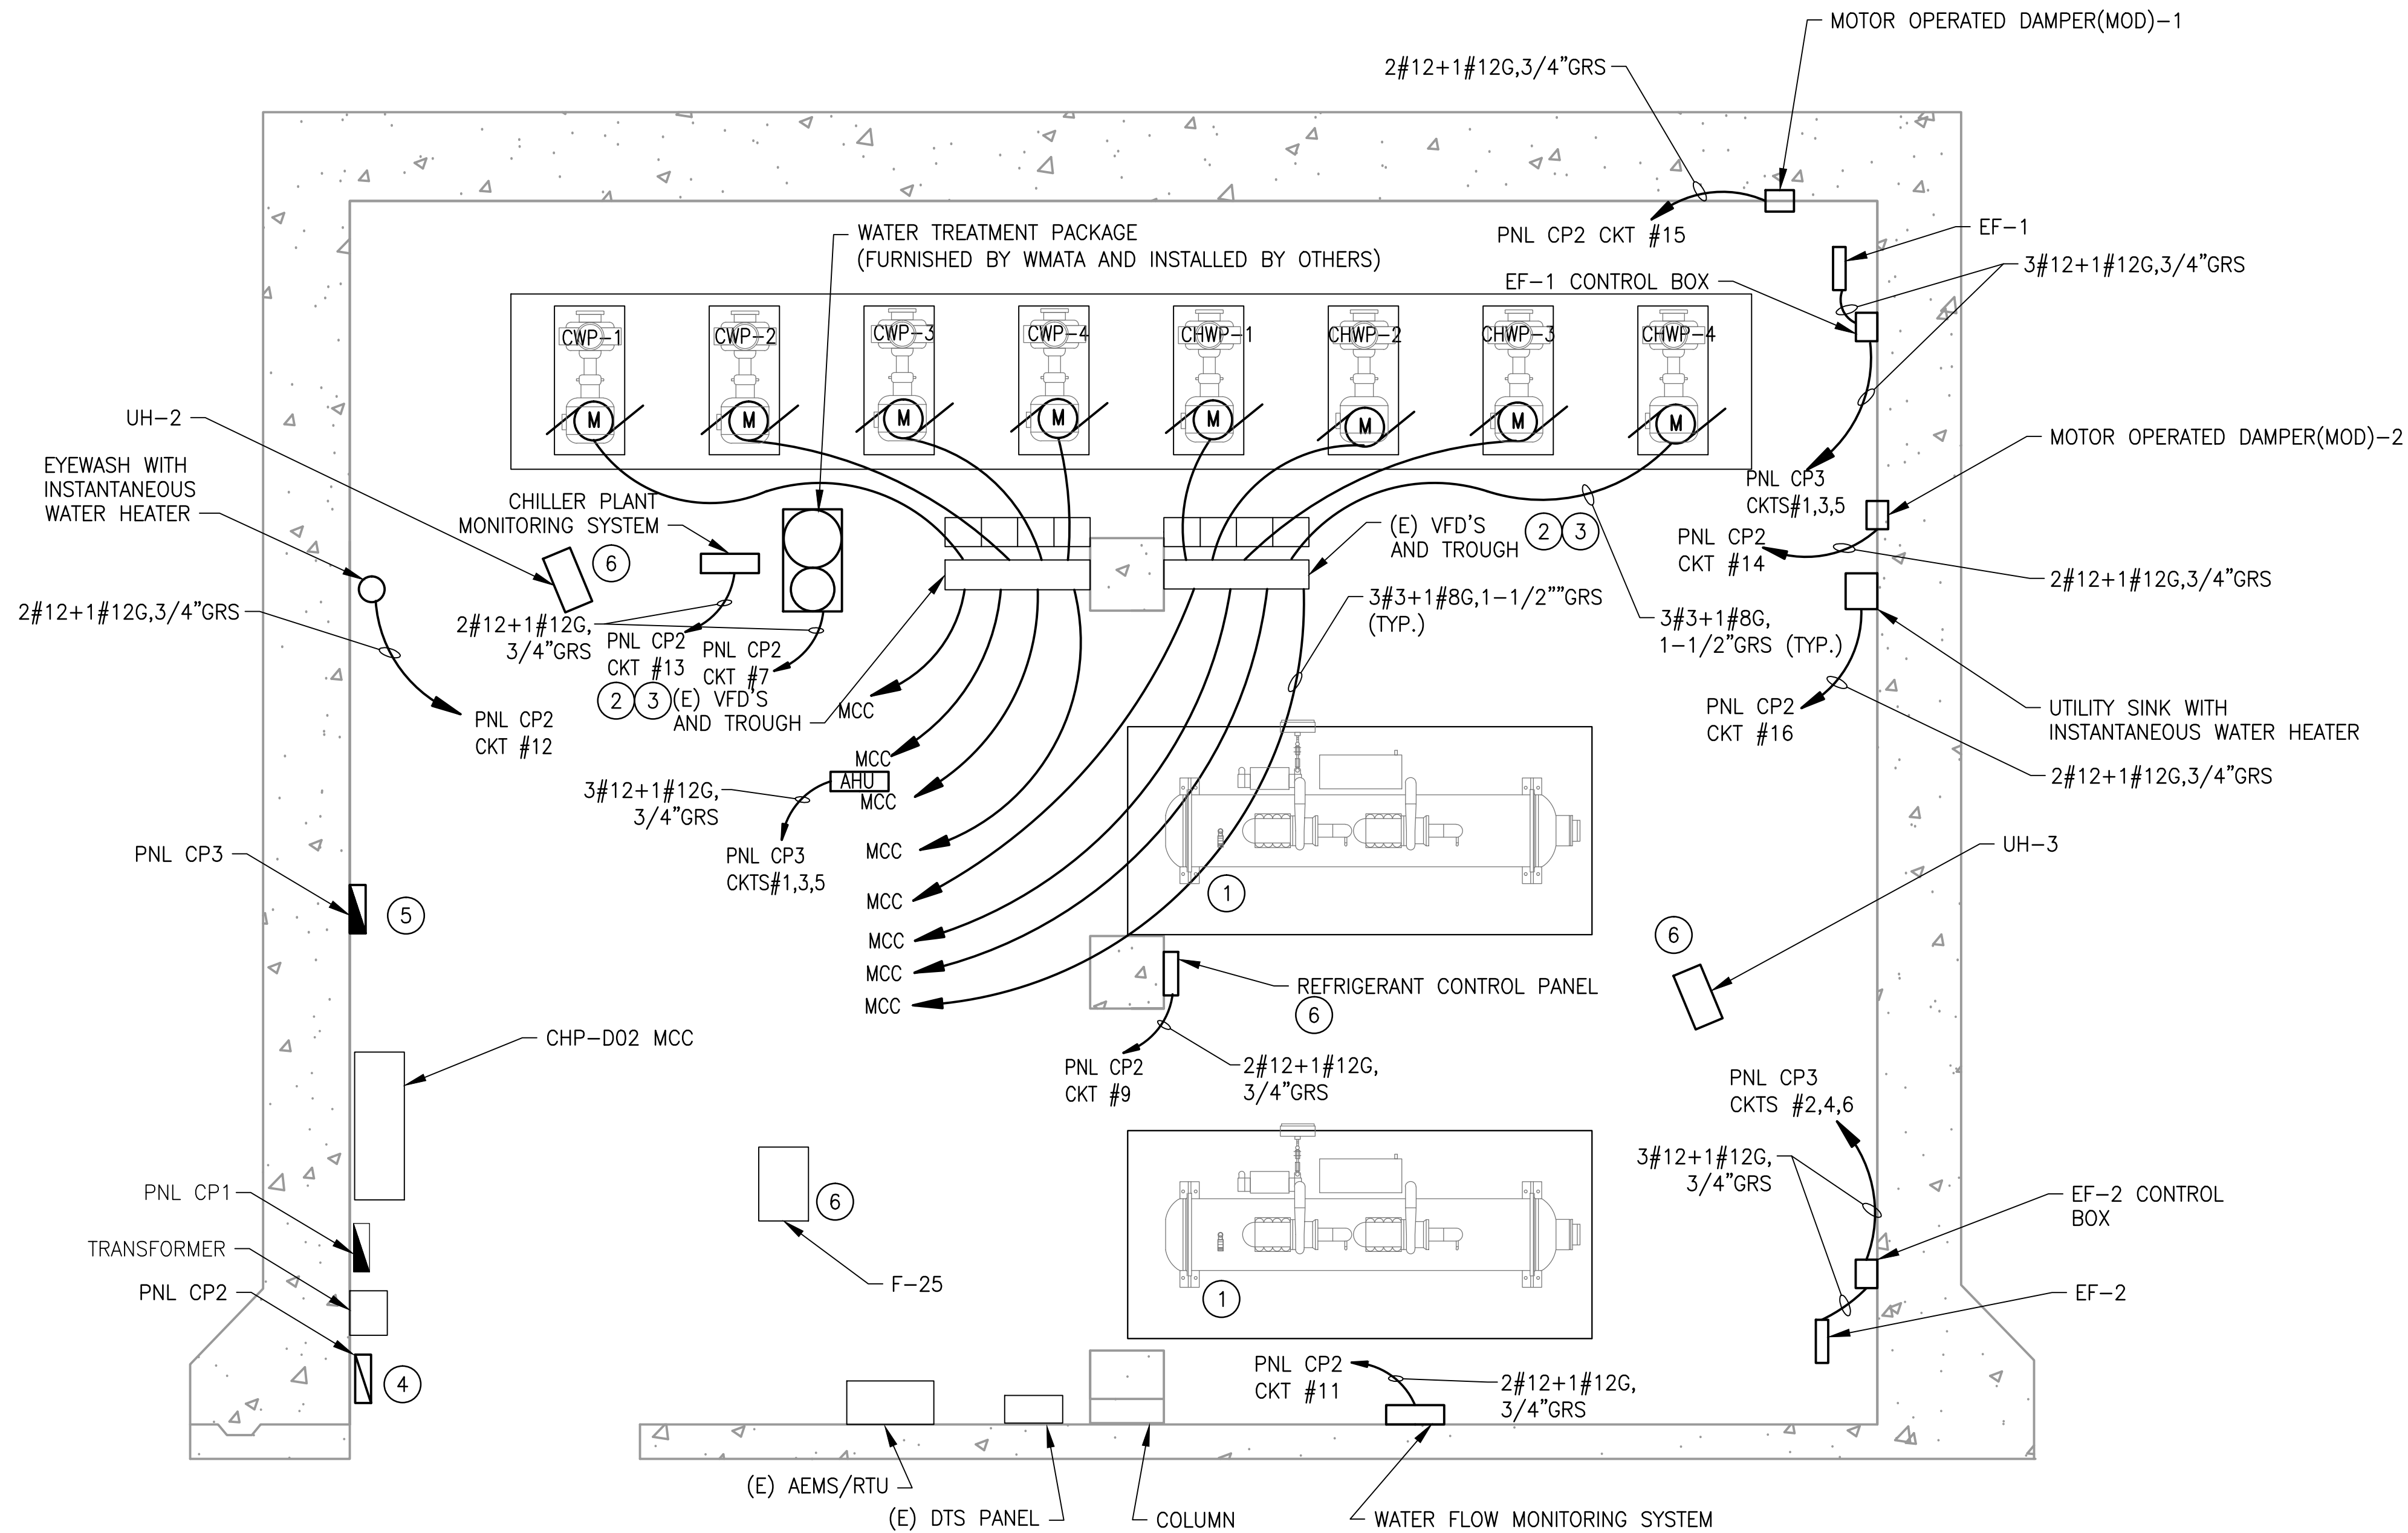 MOTOR OPERATED DAMPER(MOD)-1
2#12+1#12G,3/4"GRS
PNL CP2 CKT #15
WATER TREATMENT PACKAGE
(FURNISHED BY WMATA AND INSTALLED BY OTHERS)
EF-1
3#12+1#12G,3/4"GRS
EF-1 CONTROL BOX
CWP-1
CWP-2
CWP-3
CWP-4
CHWP-1
CHWP-2
CHWP-3
CHWP-4
M
M
M
M
M
M
M
M
UH-2
MOTOR OPERATED DAMPER(MOD)-2
EYEWASH WITH
INSTANTANEOUS
WATER HEATER
PNL CP3
CKTS#1,3,5
CHILLER PLANT
MONITORING SYSTEM
6
(E) VFD'S
AND TROUGH
2
3
PNL CP2
CKT #14
2#12+1#12G,3/4"GRS
2#12+1#12G,3/4"GRS
2#12+1#12G,
3/4"GRS
PNL CP2
CKT #13
PNL CP2
CKT #7
3#3+1#8G,1-1/2""GRS
(TYP.)
3#3+1#8G,
1-1/2"GRS (TYP.)
2
3
(E) VFD'S
AND TROUGH
PNL CP2
CKT #12
PNL CP2
CKT #16
UTILITY SINK WITH
INSTANTANEOUS WATER HEATER
2#12+1#12G,3/4"GRS
MCC
MCC
AHU
MCC
3#12+1#12G,
3/4"GRS
PNL CP3
CKTS#1,3,5
MCC
MCC
MCC
MCC
MCC
PNL CP3
5
1
UH-3
6
REFRIGERANT CONTROL PANEL
6
CHP-D02 MCC
PNL CP2
CKT #9
2#12+1#12G,
3/4"GRS
PNL CP3
CKTS #2,4,6
3#12+1#12G,
3/4"GRS
PNL CP1
6
EF-2 CONTROL
BOX
TRANSFORMER
F-25
PNL CP2
1
EF-2
4
PNL CP2
CKT #11
2#12+1#12G,
3/4"GRS
(E) AEMS/RTU
(E) DTS PANEL
COLUMN
WATER FLOW MONITORING SYSTEM